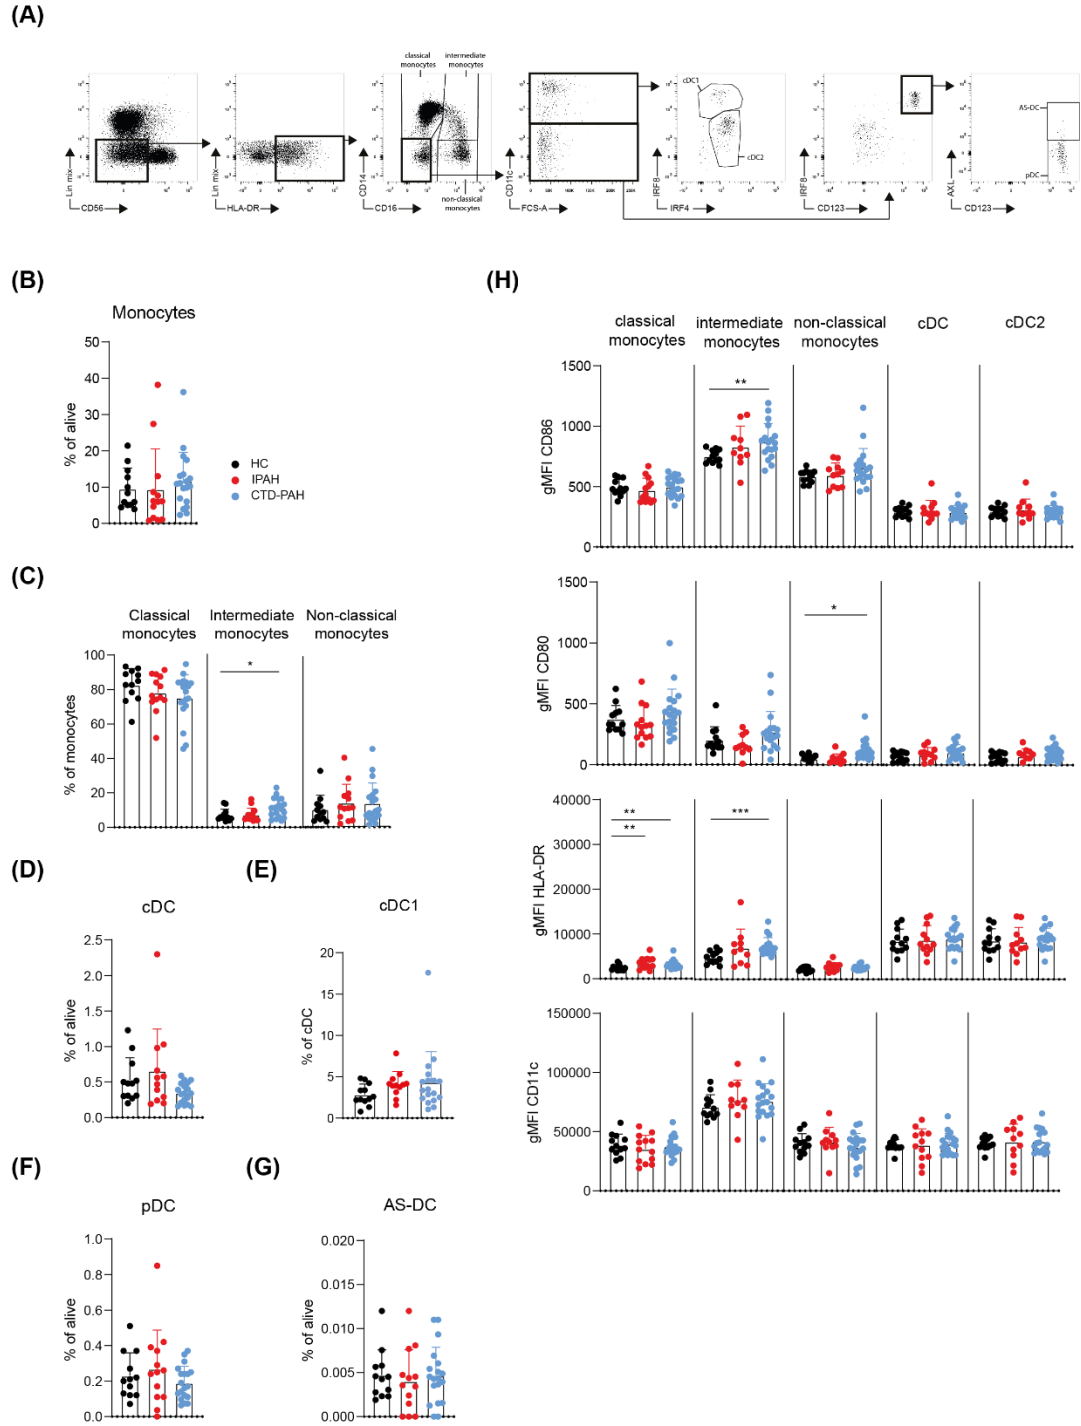 (A)
classical
monocytes
intermediate
monocytes
cDC1
cDC2
AS-DC
pDC
non-classical
monocytes
Lin mix
CD56
Lin mix
HLA-DR
CD14
CD16
CD11c
FCS-A
IRF8
IRF4
IRF8
CD123
AXL
CD123
(B)
Monocytes
% of alive
50
40
30
20
10
0
HC
IPAH
CTD-PAH
(C)
Classical
monocytes
Intermediate
monocytes
Non-classical
monocytes
% of monocytes
100
80
60
40
20
0
*
(D)
cDC
% of alive
2.5
2.0
1.5
1.0
0.5
0.0
(E)
cDC1
% of cDC
20
15
10
5
0
(F)
pDC
% of alive
1.0
0.8
0.6
0.4
0.2
0.0
(G)
AS-DC
% of alive
0.020
0.015
0.010
0.005
0.000
(H)
classical
monocytes
intermediate
monocytes
non-classical
monocytes
cDC
cDC2
gMFI CD86
1500
1000
500
0
**
gMFI CD80
1500
1000
500
0
*
gMFI HLA-DR
40000
30000
20000
10000
0
**
**
***
gMFI CD11c
150000
100000
50000
0